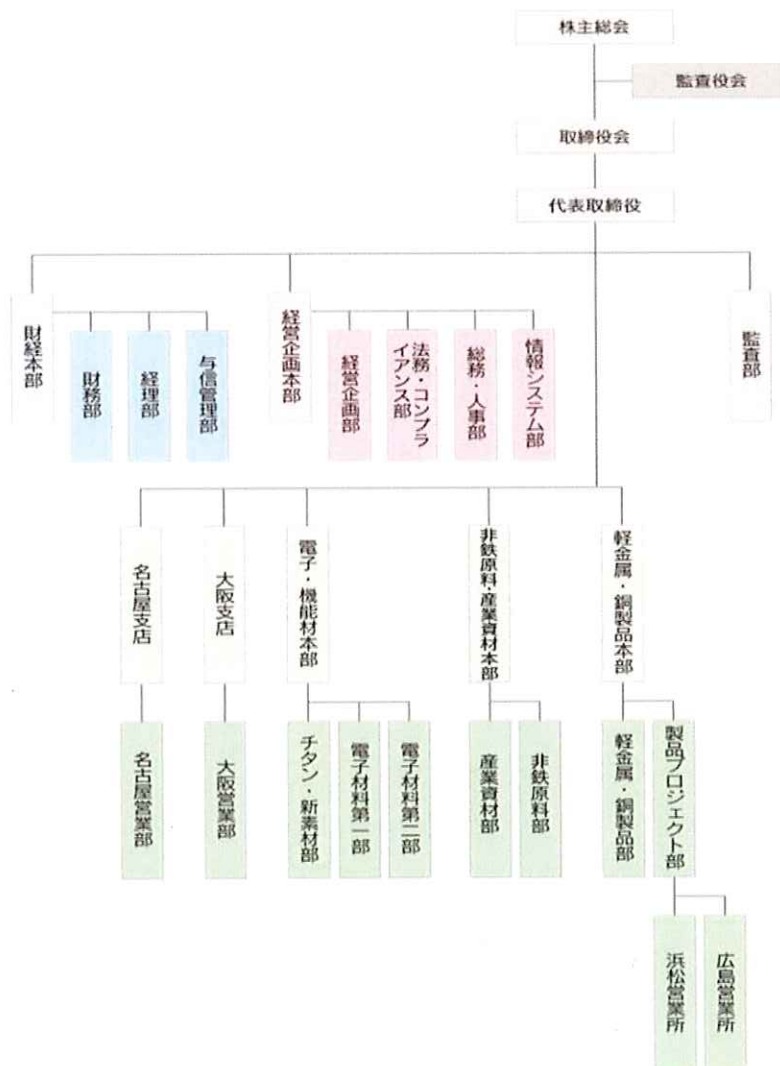 株主総会
監査役会
取締役会
代表取締役
財経本部
財務部
経理部
与信管理部
経営企画本部
経営企画部
法務・コンプラ
イアンス部
総務・人事部
情報システム部
監査部
名古屋支店
大阪支店
電子・機能材本部
非鉄原料・産業資材本部
軽金属・銅製品本部
名古屋営業部
大阪営業部
チタン・新素材部
電子材料第一部
電子材料第二部
産業資材部
非鉄原料部
軽金属・銅製品部
製品プロジェクト部
浜松営業所
広島営業所